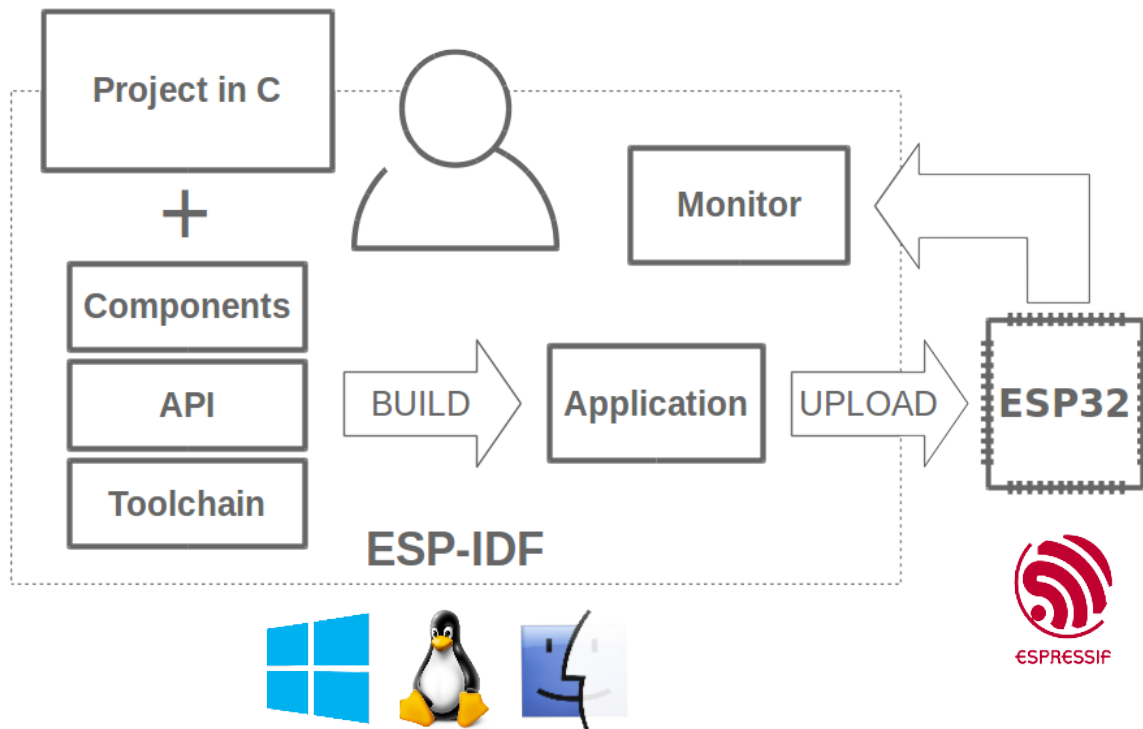 Project in C
+
Components
API
Toolchain
BUILD
Application
UPLOAD
Monitor
ESP32
ESP-IDF
ESPRESSIF